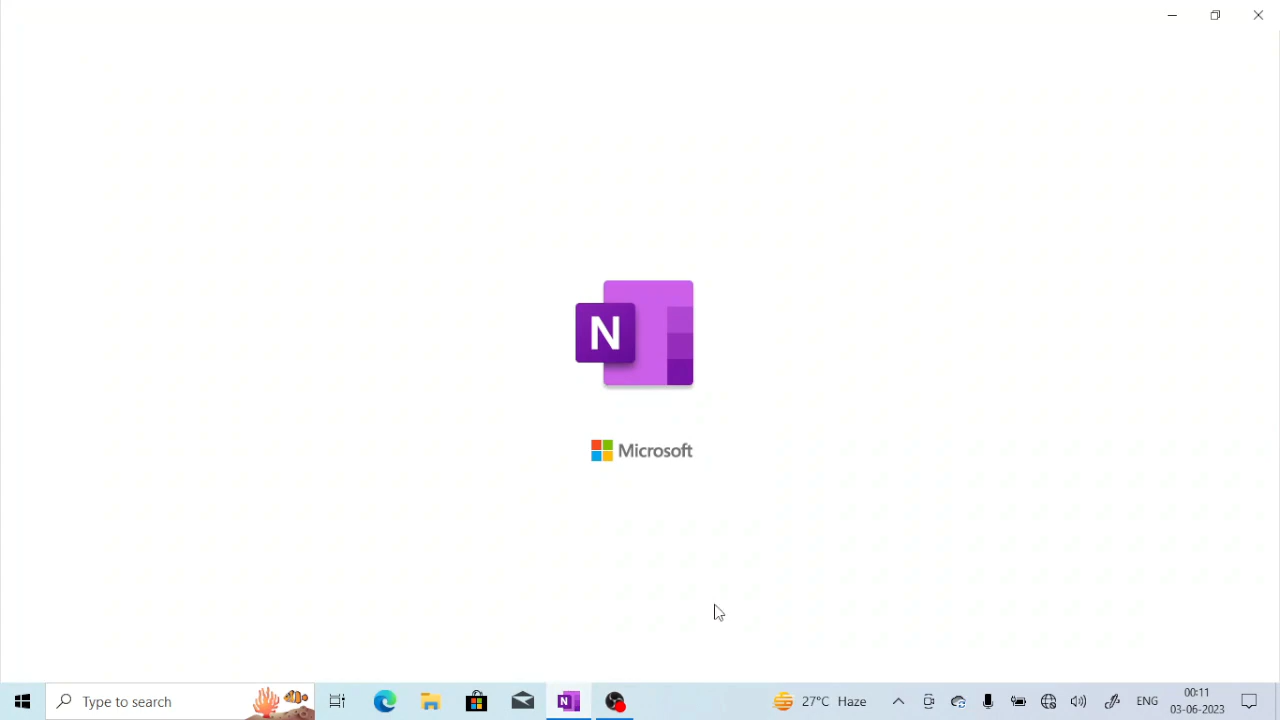 N
Microsoft
Type to search
N
27°C Haze
ENG
00:11
03-06-2023